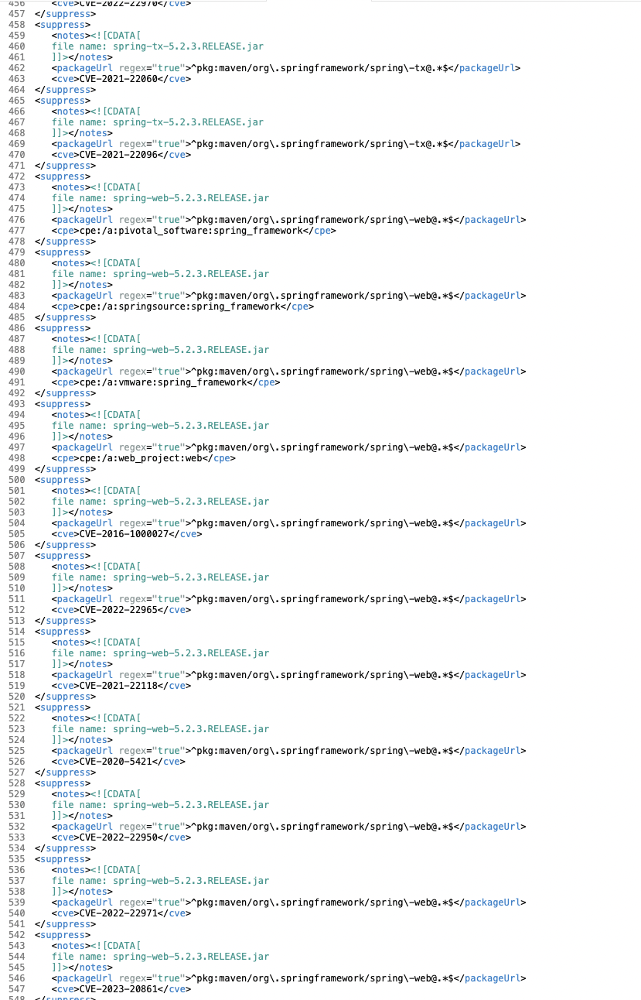 456 <cve>CVE-2022-22970</cve>
457 </suppress>
458 <suppress>
459 <notes><![CDATA[
460 file name: spring-tx-5.2.3.RELEASE.jar
461 ]]></notes>
462 <packageUrl regex="true">^pkg:maven/org\.springframework/spring\-tx@.*$</packageUrl>
463 <cve>CVE-2021-22060</cve>
464 </suppress>
465 <suppress>
466 <notes><![CDATA[
467 file name: spring-tx-5.2.3.RELEASE.jar
468 ]]></notes>
469 <packageUrl regex="true">^pkg:maven/org\.springframework/spring\-tx@.*$</packageUrl>
470 <cve>CVE-2021-22096</cve>
471 </suppress>
472 <suppress>
473 <notes><![CDATA[
474 file name: spring-web-5.2.3.RELEASE.jar
475 ]]></notes>
476 <packageUrl regex="true">^pkg:maven/org\.springframework/spring\-web@.*$</packageUrl>
477 <cpe>cpe:/a:pivotal_software:spring_framework</cpe>
478 </suppress>
479 <suppress>
480 <notes><![CDATA[
481 file name: spring-web-5.2.3.RELEASE.jar
482 ]]></notes>
483 <packageUrl regex="true">^pkg:maven/org\.springframework/spring\-web@.*$</packageUrl>
484 <cpe>cpe:/a:springsource:spring_framework</cpe>
485 </suppress>
486 <suppress>
487 <notes><![CDATA[
488 file name: spring-web-5.2.3.RELEASE.jar
489 ]]></notes>
490 <packageUrl regex="true">^pkg:maven/org\.springframework/spring\-web@.*$</packageUrl>
491 <cpe>cpe:/a:vmware:spring_framework</cpe>
492 </suppress>
493 <suppress>
494 <notes><![CDATA[
495 file name: spring-web-5.2.3.RELEASE.jar
496 ]]></notes>
497 <packageUrl regex="true">^pkg:maven/org\.springframework/spring\-web@.*$</packageUrl>
498 <cpe>cpe:/a:web_project:web</cpe>
499 </suppress>
500 <suppress>
501 <notes><![CDATA[
502 file name: spring-web-5.2.3.RELEASE.jar
503 ]]></notes>
504 <packageUrl regex="true">^pkg:maven/org\.springframework/spring\-web@.*$</packageUrl>
505 <cve>CVE-2016-1000027</cve>
506 </suppress>
507 <suppress>
508 <notes><![CDATA[
509 file name: spring-web-5.2.3.RELEASE.jar
510 ]]></notes>
511 <packageUrl regex="true">^pkg:maven/org\.springframework/spring\-web@.*$</packageUrl>
512 <cve>CVE-2022-22965</cve>
513 </suppress>
514 <suppress>
515 <notes><![CDATA[
516 file name: spring-web-5.2.3.RELEASE.jar
517 ]]></notes>
518 <packageUrl regex="true">^pkg:maven/org\.springframework/spring\-web@.*$</packageUrl>
519 <cve>CVE-2021-22118</cve>
520 </suppress>
521 <suppress>
522 <notes><![CDATA[
523 file name: spring-web-5.2.3.RELEASE.jar
524 ]]></notes>
525 <packageUrl regex="true">^pkg:maven/org\.springframework/spring\-web@.*$</packageUrl>
526 <cve>CVE-2020-5421</cve>
527 </suppress>
528 <suppress>
529 <notes><![CDATA[
530 file name: spring-web-5.2.3.RELEASE.jar
531 ]]></notes>
532 <packageUrl regex="true">^pkg:maven/org\.springframework/spring\-web@.*$</packageUrl>
533 <cve>CVE-2022-22950</cve>
534 </suppress>
535 <suppress>
536 <notes><![CDATA[
537 file name: spring-web-5.2.3.RELEASE.jar
538 ]]></notes>
539 <packageUrl regex="true">^pkg:maven/org\.springframework/spring\-web@.*$</packageUrl>
540 <cve>CVE-2022-22971</cve>
541 </suppress>
542 <suppress>
543 <notes><![CDATA[
544 file name: spring-web-5.2.3.RELEASE.jar
545 ]]></notes>
546 <packageUrl regex="true">^pkg:maven/org\.springframework/spring\-web@.*$</packageUrl>
547 <cve>CVE-2023-20861</cve>
548 </suppress>